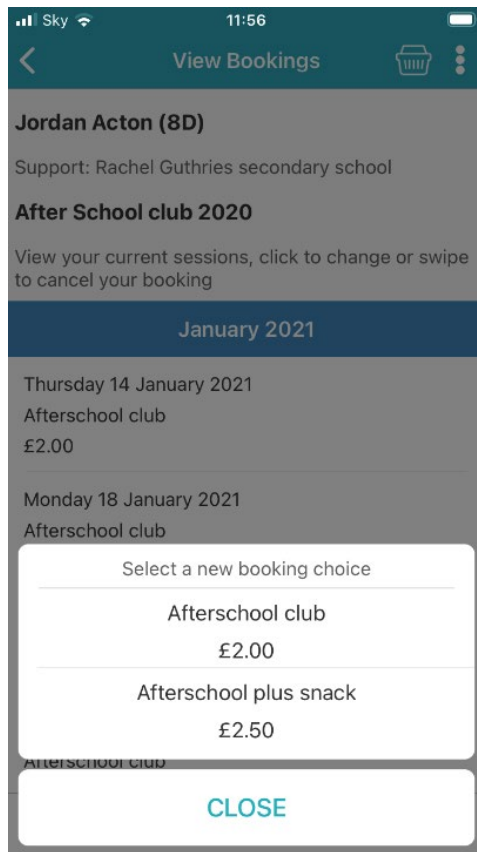 Sky
11:56
View Bookings
Jordan Acton (8D)
Support: Rachel Guthries secondary school
After School club 2020
View your current sessions, click to change or swipe
to cancel your booking
January 2021
Thursday 14 January 2021
Afterschool club
£2.00
Monday 18 January 2021
Afterschool club
Select a new booking choice
Afterschool club
£2.00
Afterschool plus snack
£2.50
Afterschool club
CLOSE